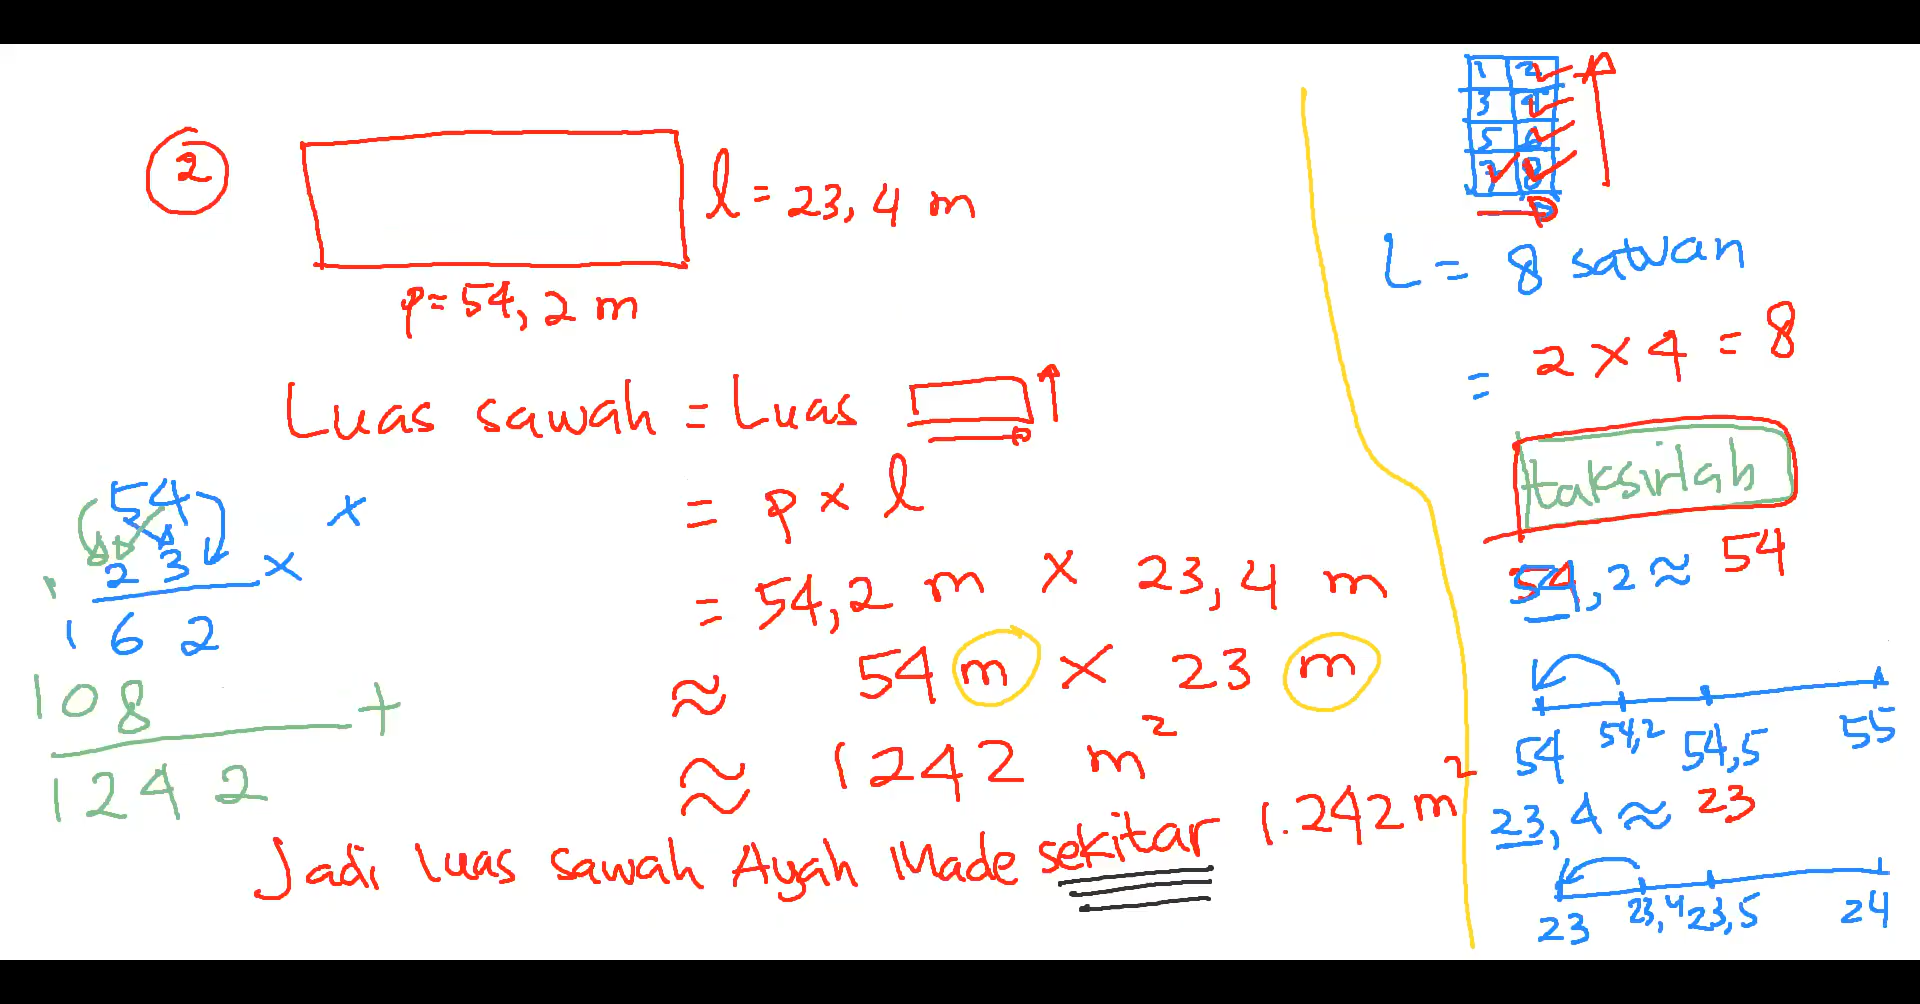 2
l = 23,4 m
p = 54,2 m
Luas sawah = Luas
= p x l
= 54,2 m x 23,4 m
≈ 54 m x 23 m
≈ 1242 m²
Jadi luas sawah Ayah Made sekitar 1.242 m²
54 x
23 x
1
162
108 +
1242
1 2
3 4
5 6
7 8
L = 8 satuan
= 2 x 4 = 8
taksirlah
54,2 ≈ 54
54 54,2 54,5 55
23,4 ≈ 23
23 23,4 23,5 24